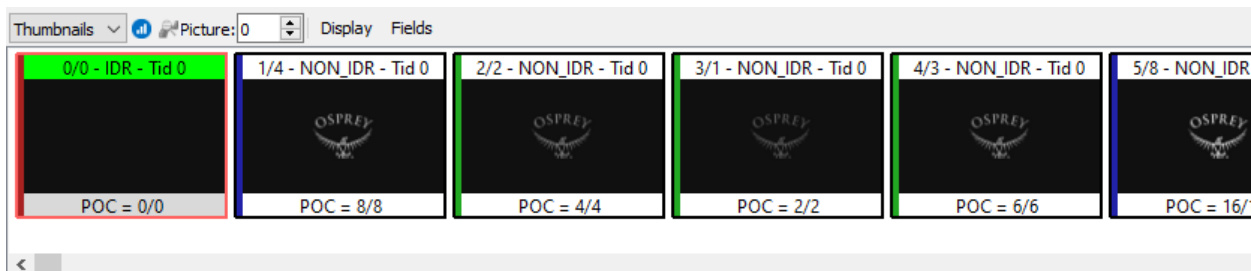 Thumbnails Picture: 0 Display Fields
0/0 - IDR - Tid 0
POC = 0/0
1/4 - NON_IDR - Tid 0
OSPREY
POC = 8/8
2/2 - NON_IDR - Tid 0
OSPREY
POC = 4/4
3/1 - NON_IDR - Tid 0
OSPREY
POC = 2/2
4/3 - NON_IDR - Tid 0
OSPREY
POC = 6/6
5/8 - NON_IDR
OSPREY
POC = 16/